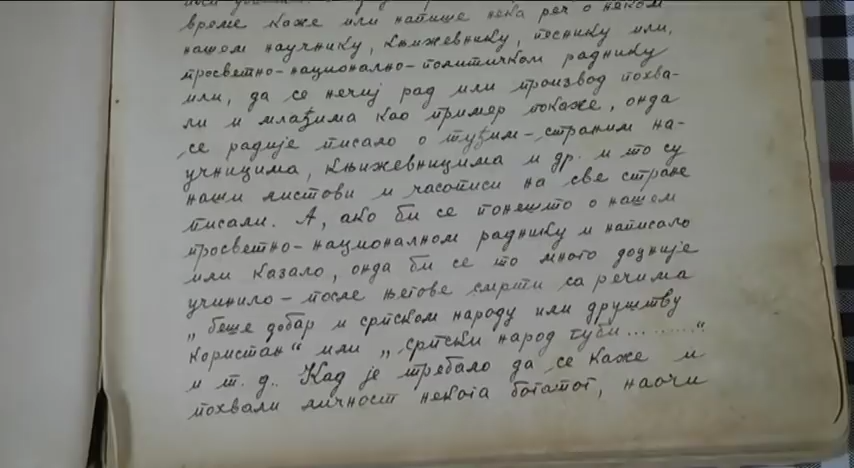 време каже или напише нека реч о неком
нашем научнику, књижевнику, песнику или
просветно-национално-политичком раднику
или, да се нечиј рад или производ похва-
ли и млађима као пример покаже, онда
се радије писало о туђим-страним на-
учницима, књижевницима и др. и то су
наши листови и часописи на све стране
писали. А, ако би се понешто о нашем
просветно-националном раднику и написало
или казало, онда би се то много доцније
учинило - после његове смрти са речима
„беше добар и српском народу или друштву
користан“ или „српски народ губи.........“
и т. д.. Кад је требало да се каже и
похвали личност некога богатог, наочи